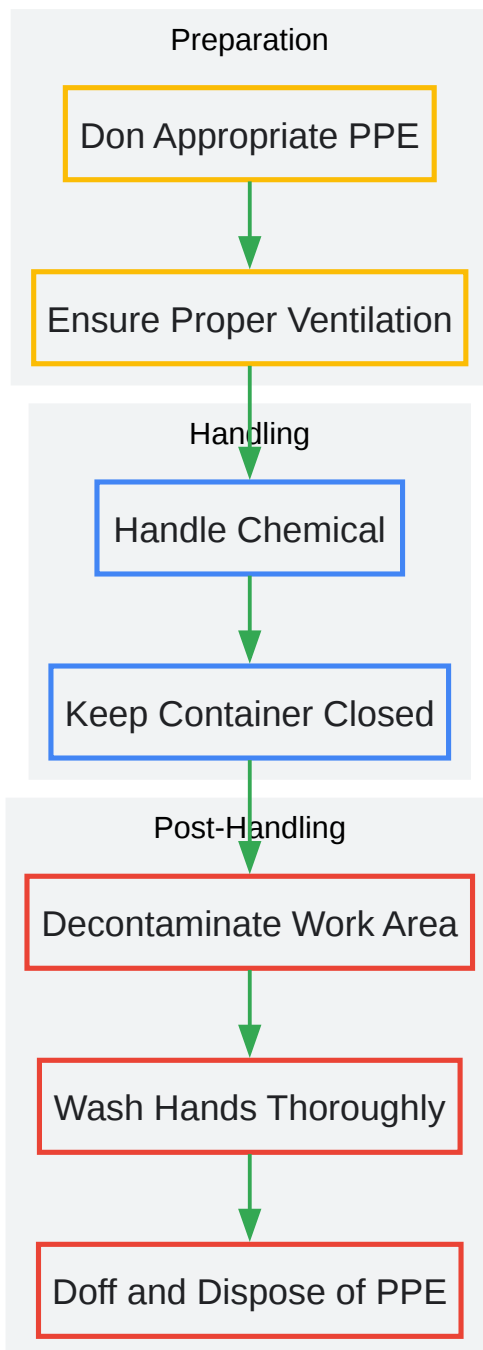 Preparation
Don Appropriate PPE
Ensure Proper Ventilation
Handling
Handle Chemical
Keep Container Closed
Post-Handling
Decontaminate Work Area
Wash Hands Thoroughly
Doff and Dispose of PPE